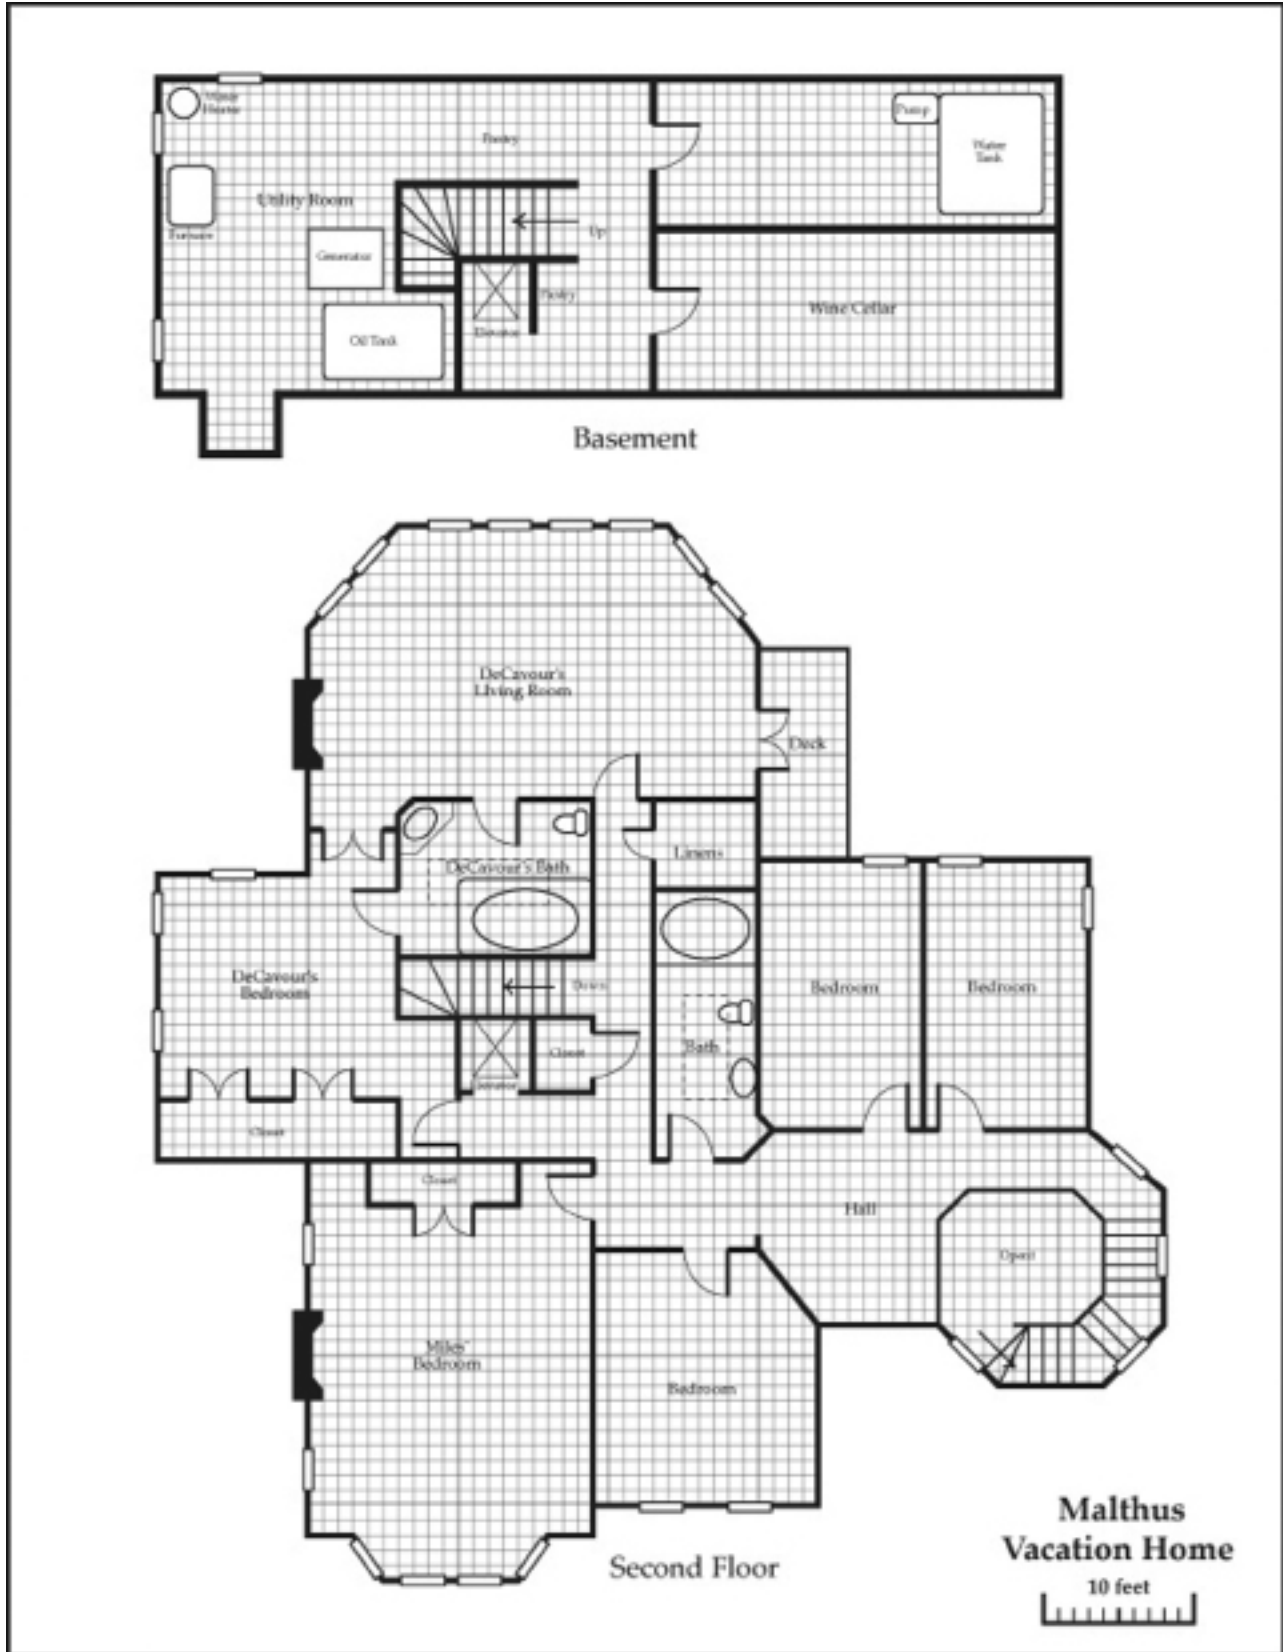 Water
Heater
Pump
Pantry
Water
Tank
Utility Room
Furnace
Up
Generator
Pantry
Wine Cellar
Elevator
Oil Tank
Basement
DeCavour's
Living Room
Deck
Linens
DeCavour's Bath
DeCavour's
Bedroom
Down
Bedroom
Bedroom
Bath
Closet
Elevator
Closet
Closet
Hall
Open
Miles'
Bedroom
Bedroom
Second Floor
Malthus
Vacation Home
10 feet